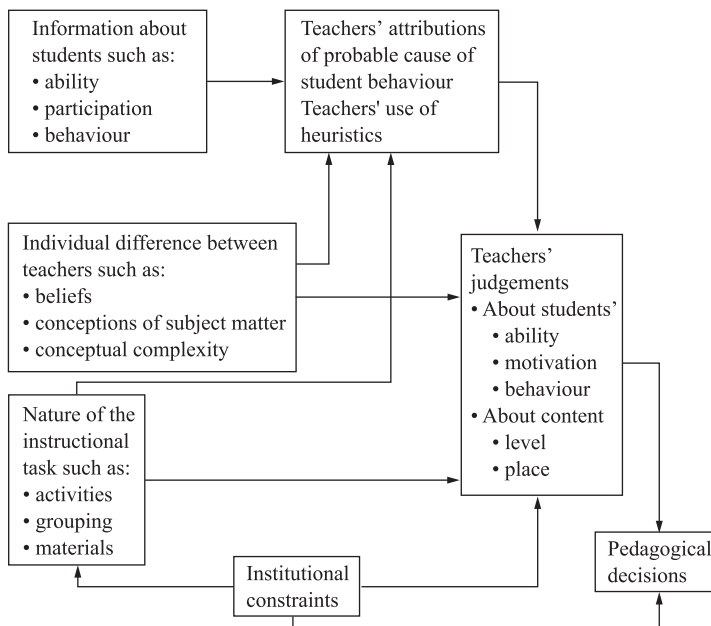 Information about
students such as:
• ability
• participation
• behaviour
Teachers’ attributions
of probable cause of
student behaviour
Teachers' use of
heuristics
Individual difference between
teachers such as:
• beliefs
• conceptions of subject matter
• conceptual complexity
Teachers’
judgements
• About students’
• ability
• motivation
• behaviour
• About content
• level
• place
Nature of the
instructional
task such as:
• activities
• grouping
• materials
Institutional
constraints
Pedagogical
decisions